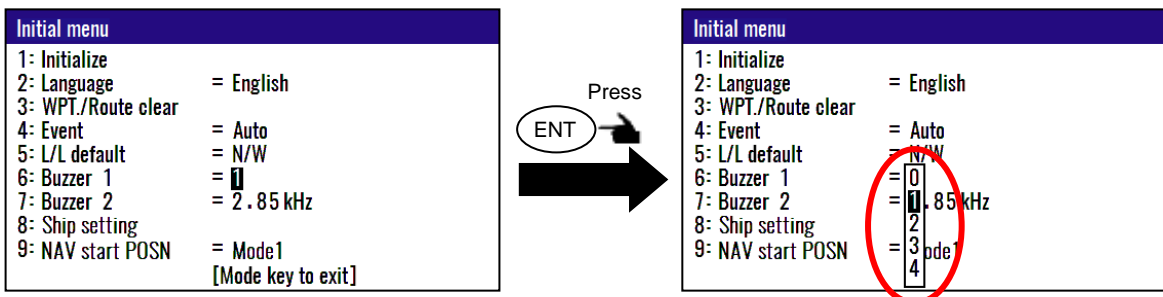 Initial menu
1: Initialize
2: Language = English
3: WPT./Route clear
4: Event = Auto
5: L/L default = N/W
6: Buzzer 1 = 1
7: Buzzer 2 = 2.85 kHz
8: Ship setting
9: NAV start POSN = Mode1
[Mode key to exit]
Press
ENT
Initial menu
1: Initialize
2: Language = English
3: WPT./Route clear
4: Event = Auto
5: L/L default = N/W
6: Buzzer 1 = 0
7: Buzzer 2 = 1.85 kHz
8: Ship setting 2
9: NAV start POSN = 3 ode1
4